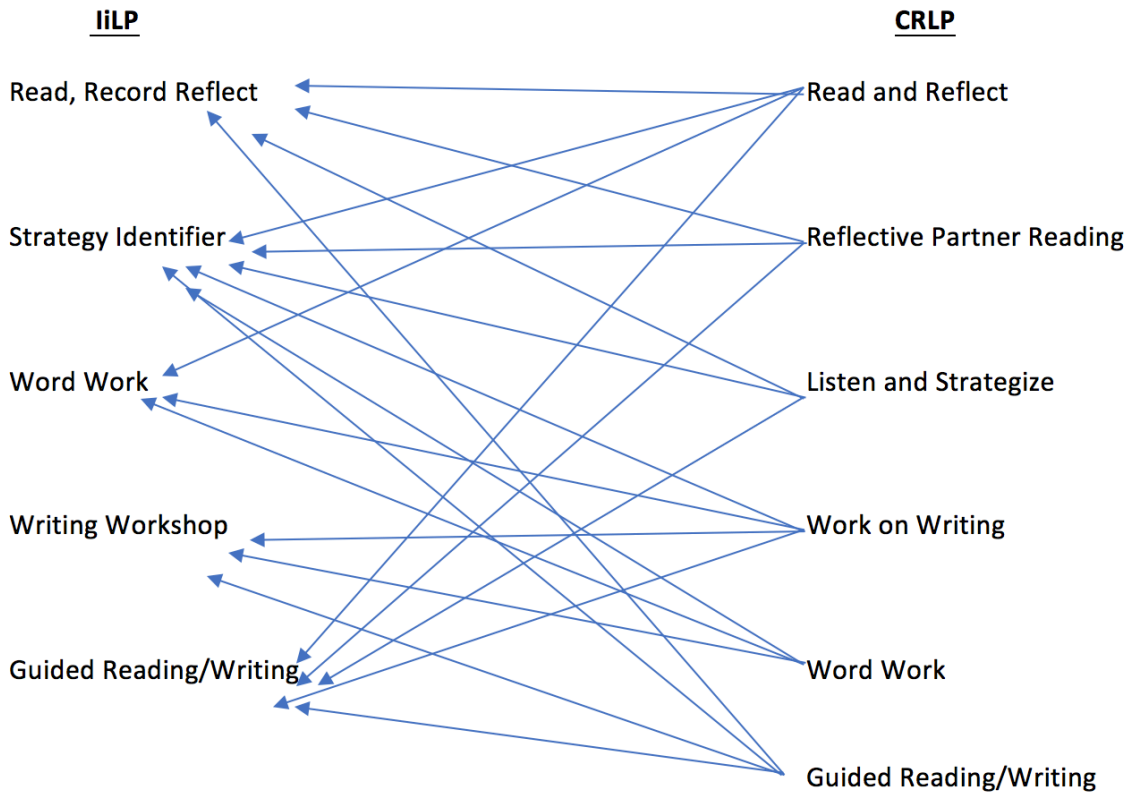 IiLP CRLP
Read, Record Reflect Read and Reflect
Strategy Identifier Reflective Partner Reading
Word Work Listen and Strategize
Writing Workshop Work on Writing
Guided Reading/Writing Word Work
Guided Reading/Writing